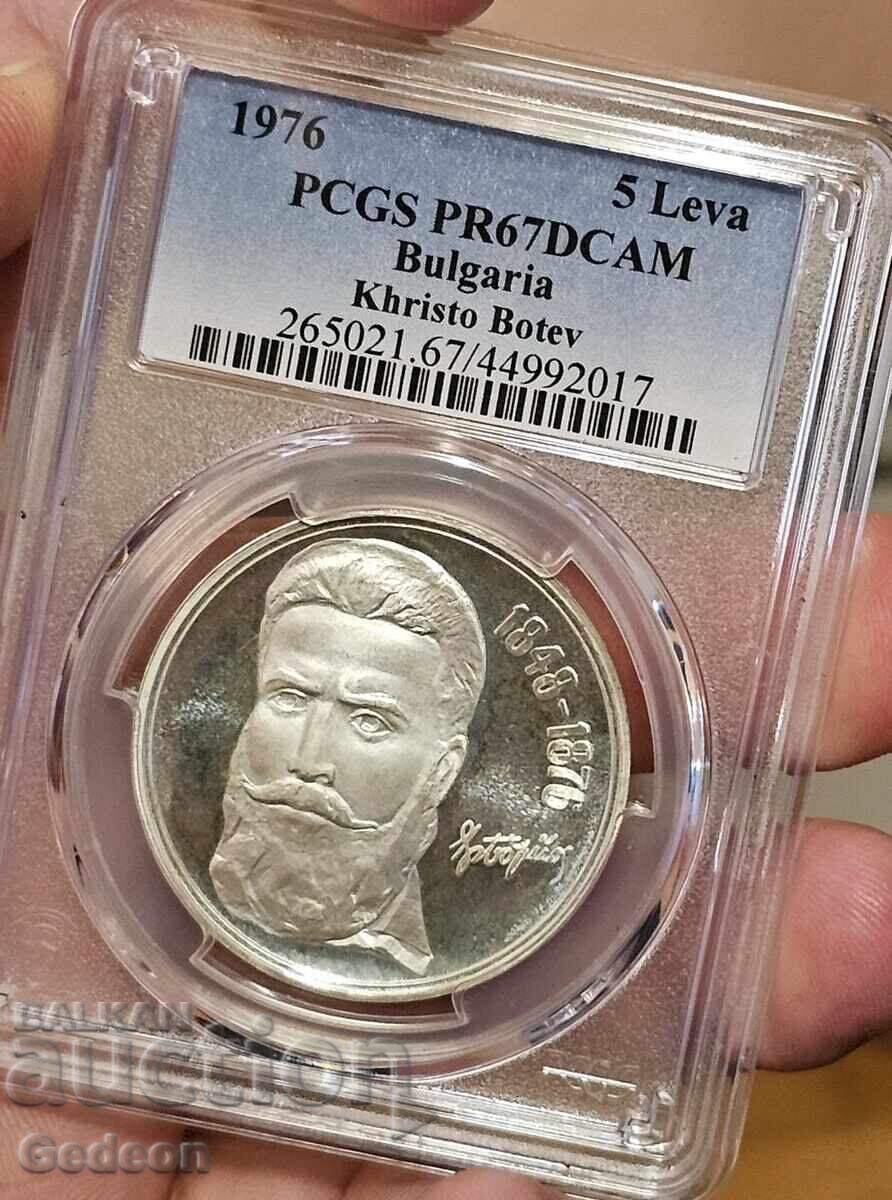 1976
5 Leva
PCGS PR67DCAM
Bulgaria
Khristo Botev
265021.67/44992017
1848-1876
BALKAN
auction
Gedeon